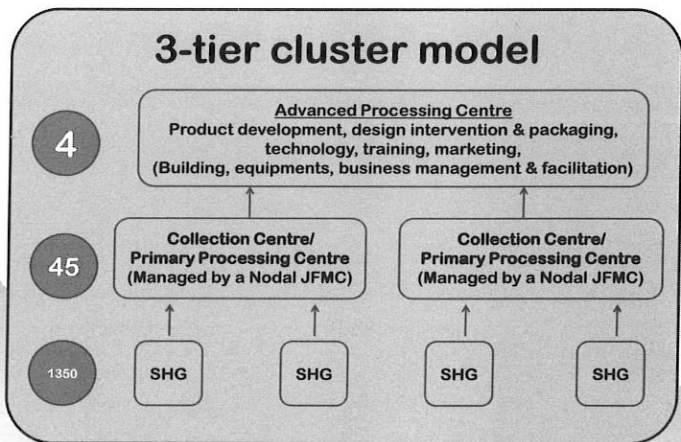 3-tier cluster model
4
Advanced Processing Centre
Product development, design intervention & packaging,
technology, training, marketing,
(Building, equipments, business management & facilitation)
45
Collection Centre/
Primary Processing Centre
(Managed by a Nodal JFMC)
Collection Centre/
Primary Processing Centre
(Managed by a Nodal JFMC)
1350
SHG
SHG
SHG
SHG